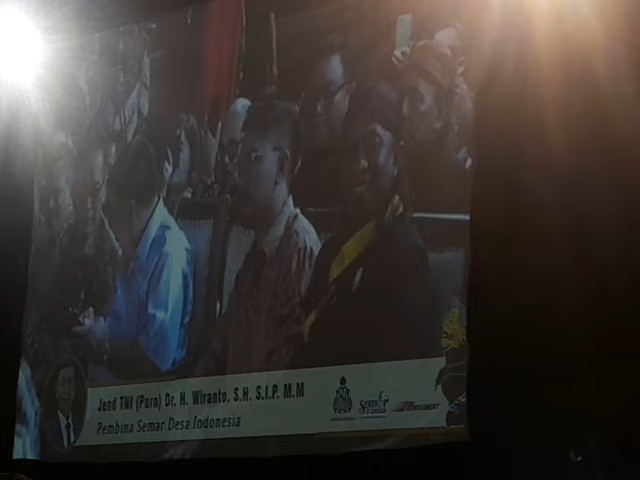 Jend TNI (Purn) Dr. H. Wiranto. S.H. S.I.P. M.M
Pembina Semar Desa Indonesia